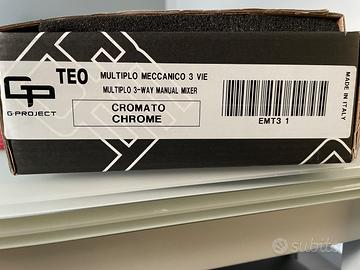 TEO MULTIPLO MECCANICO 3 VIE
MULTIPLO 3-WAY MANUAL MIXER
GP
G-PROJECT
CROMATO
CHROME
EMT3 1
MADE IN ITALY
subito